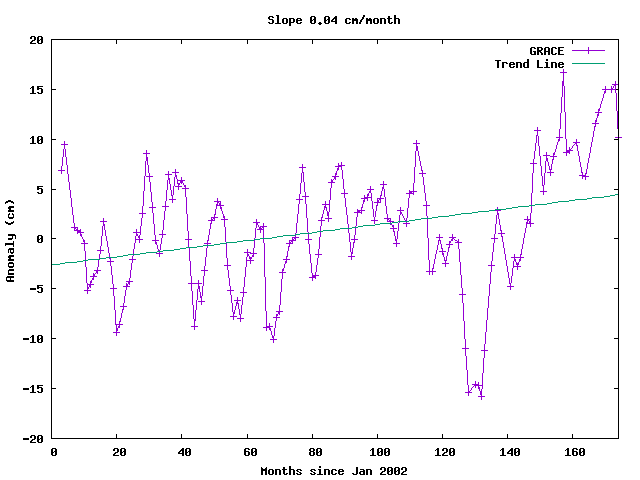 Slope 0.04 cm/month
GRACE
Trend Line
Anomaly (cm)
20
15
10
5
0
-5
-10
-15
-20
0 20 40 60 80 100 120 140 160
Months since Jan 2002